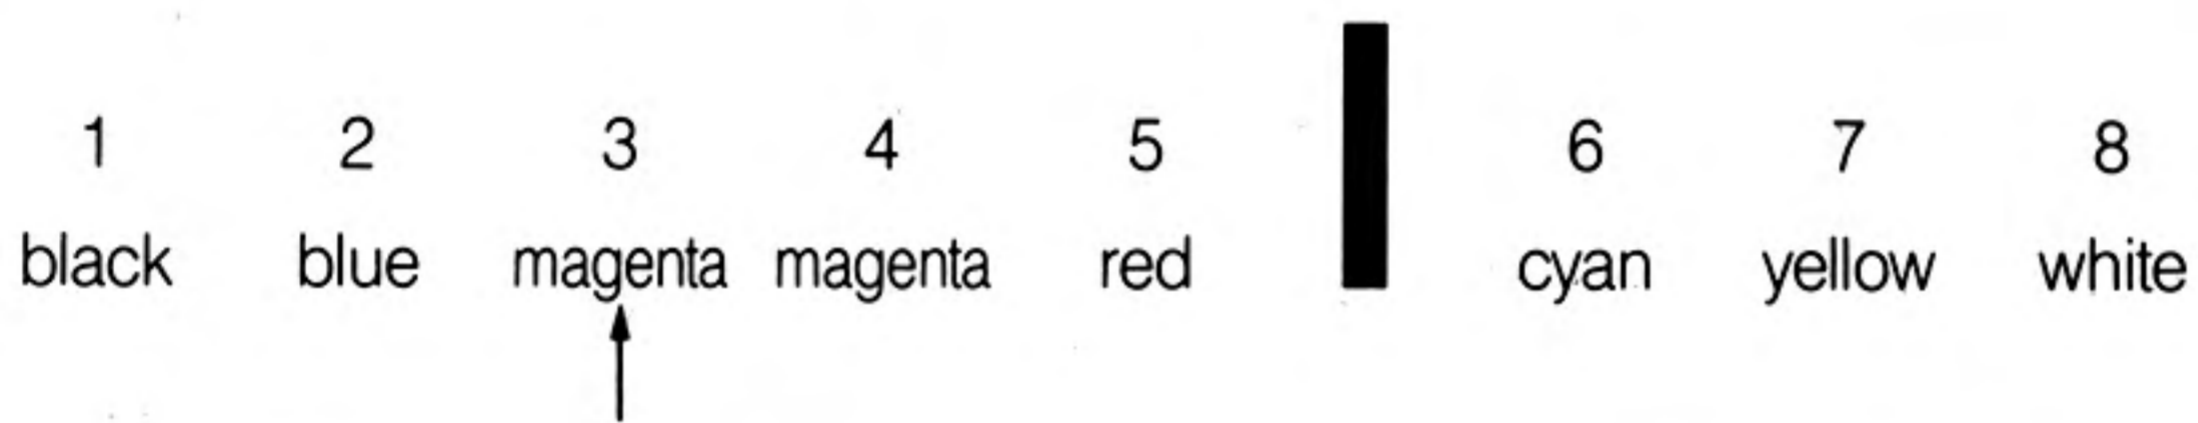 1 2 3 4 5 6 7 8
black blue magenta magenta red cyan yellow white